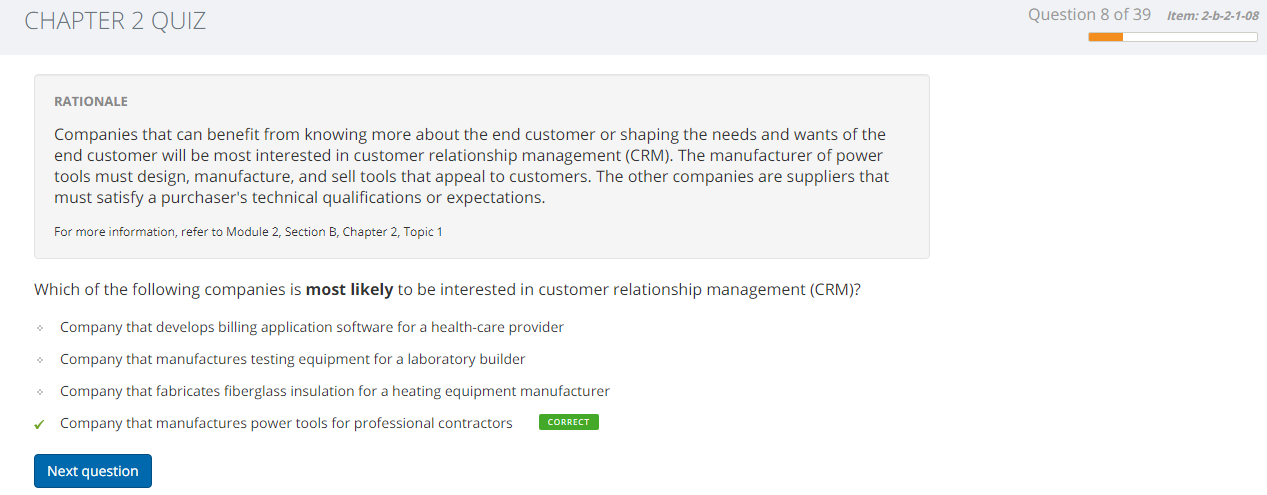 CHAPTER 2 QUIZ
Question 8 of 39 Item: 2-b-2-1-08
RATIONALE
Companies that can benefit from knowing more about the end customer or shaping the needs and wants of the
end customer will be most interested in customer relationship management (CRM). The manufacturer of power
tools must design, manufacture, and sell tools that appeal to customers. The other companies are suppliers that
must satisfy a purchaser's technical qualifications or expectations.
For more information, refer to Module 2, Section B, Chapter 2, Topic 1
Which of the following companies is most likely to be interested in customer relationship management (CRM)?
Company that develops billing application software for a health-care provider
Company that manufactures testing equipment for a laboratory builder
Company that fabricates fiberglass insulation for a heating equipment manufacturer
Company that manufactures power tools for professional contractors CORRECT
Next question